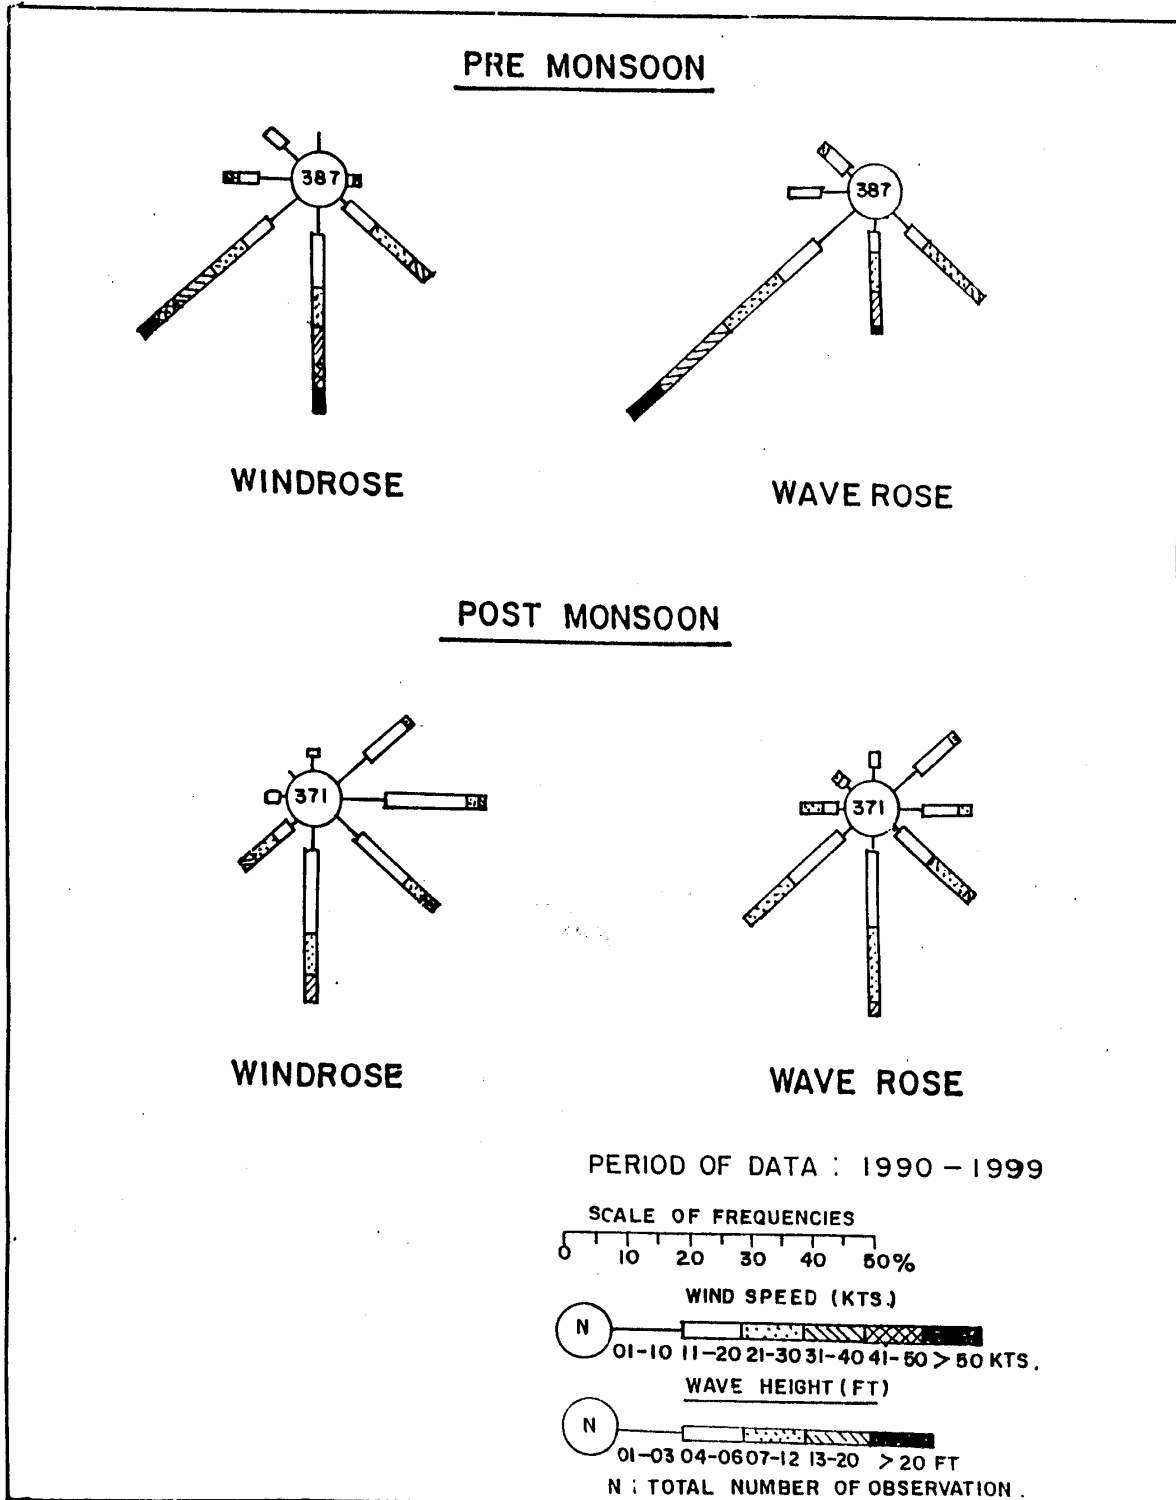 PRE MONSOON
387
387
WINDROSE
WAVE ROSE
POST MONSOON
371
371
WINDROSE
WAVE ROSE
PERIOD OF DATA : 1990 - 1999
SCALE OF FREQUENCIES
0 10 20 30 40 50%
WIND SPEED (KTS.)
N
01-10 11-20 21-30 31-40 41-50 > 50 KTS.
WAVE HEIGHT (FT)
N
01-03 04-06 07-12 13-20 > 20 FT
N : TOTAL NUMBER OF OBSERVATION.